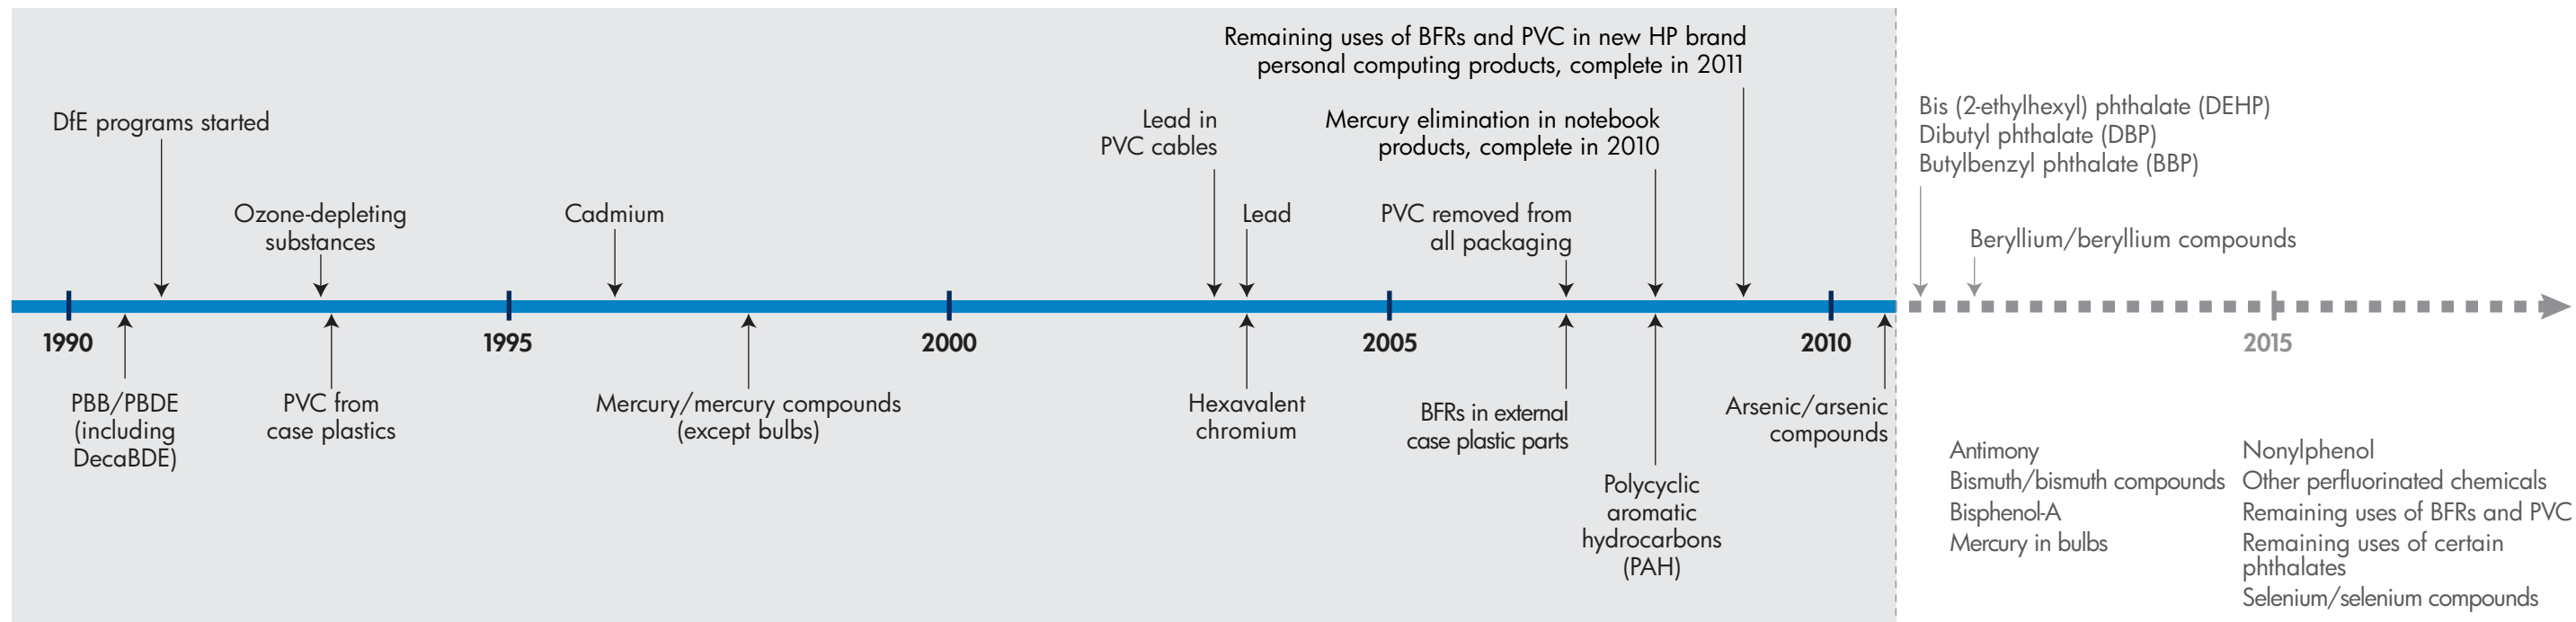 Remaining uses of BFRs and PVC in new HP brand
personal computing products, complete in 2011
DfE programs started
Lead in
PVC cables
Mercury elimination in notebook
products, complete in 2010
Bis (2-ethylhexyl) phthalate (DEHP)
Dibutyl phthalate (DBP)
Butylbenzyl phthalate (BBP)
Ozone-depleting
substances
Cadmium
Lead
PVC removed from
all packaging
Beryllium/beryllium compounds
1990
1995
2000
2005
2010
2015
PBB/PBDE
(including
DecaBDE)
PVC from
case plastics
Mercury/mercury compounds
(except bulbs)
Hexavalent
chromium
BFRs in external
case plastic parts
Polycyclic
aromatic
hydrocarbons
(PAH)
Arsenic/arsenic
compounds
Antimony
Bismuth/bismuth compounds
Bisphenol-A
Mercury in bulbs
Nonylphenol
Other perfluorinated chemicals
Remaining uses of BFRs and PVC
Remaining uses of certain
phthalates
Selenium/selenium compounds